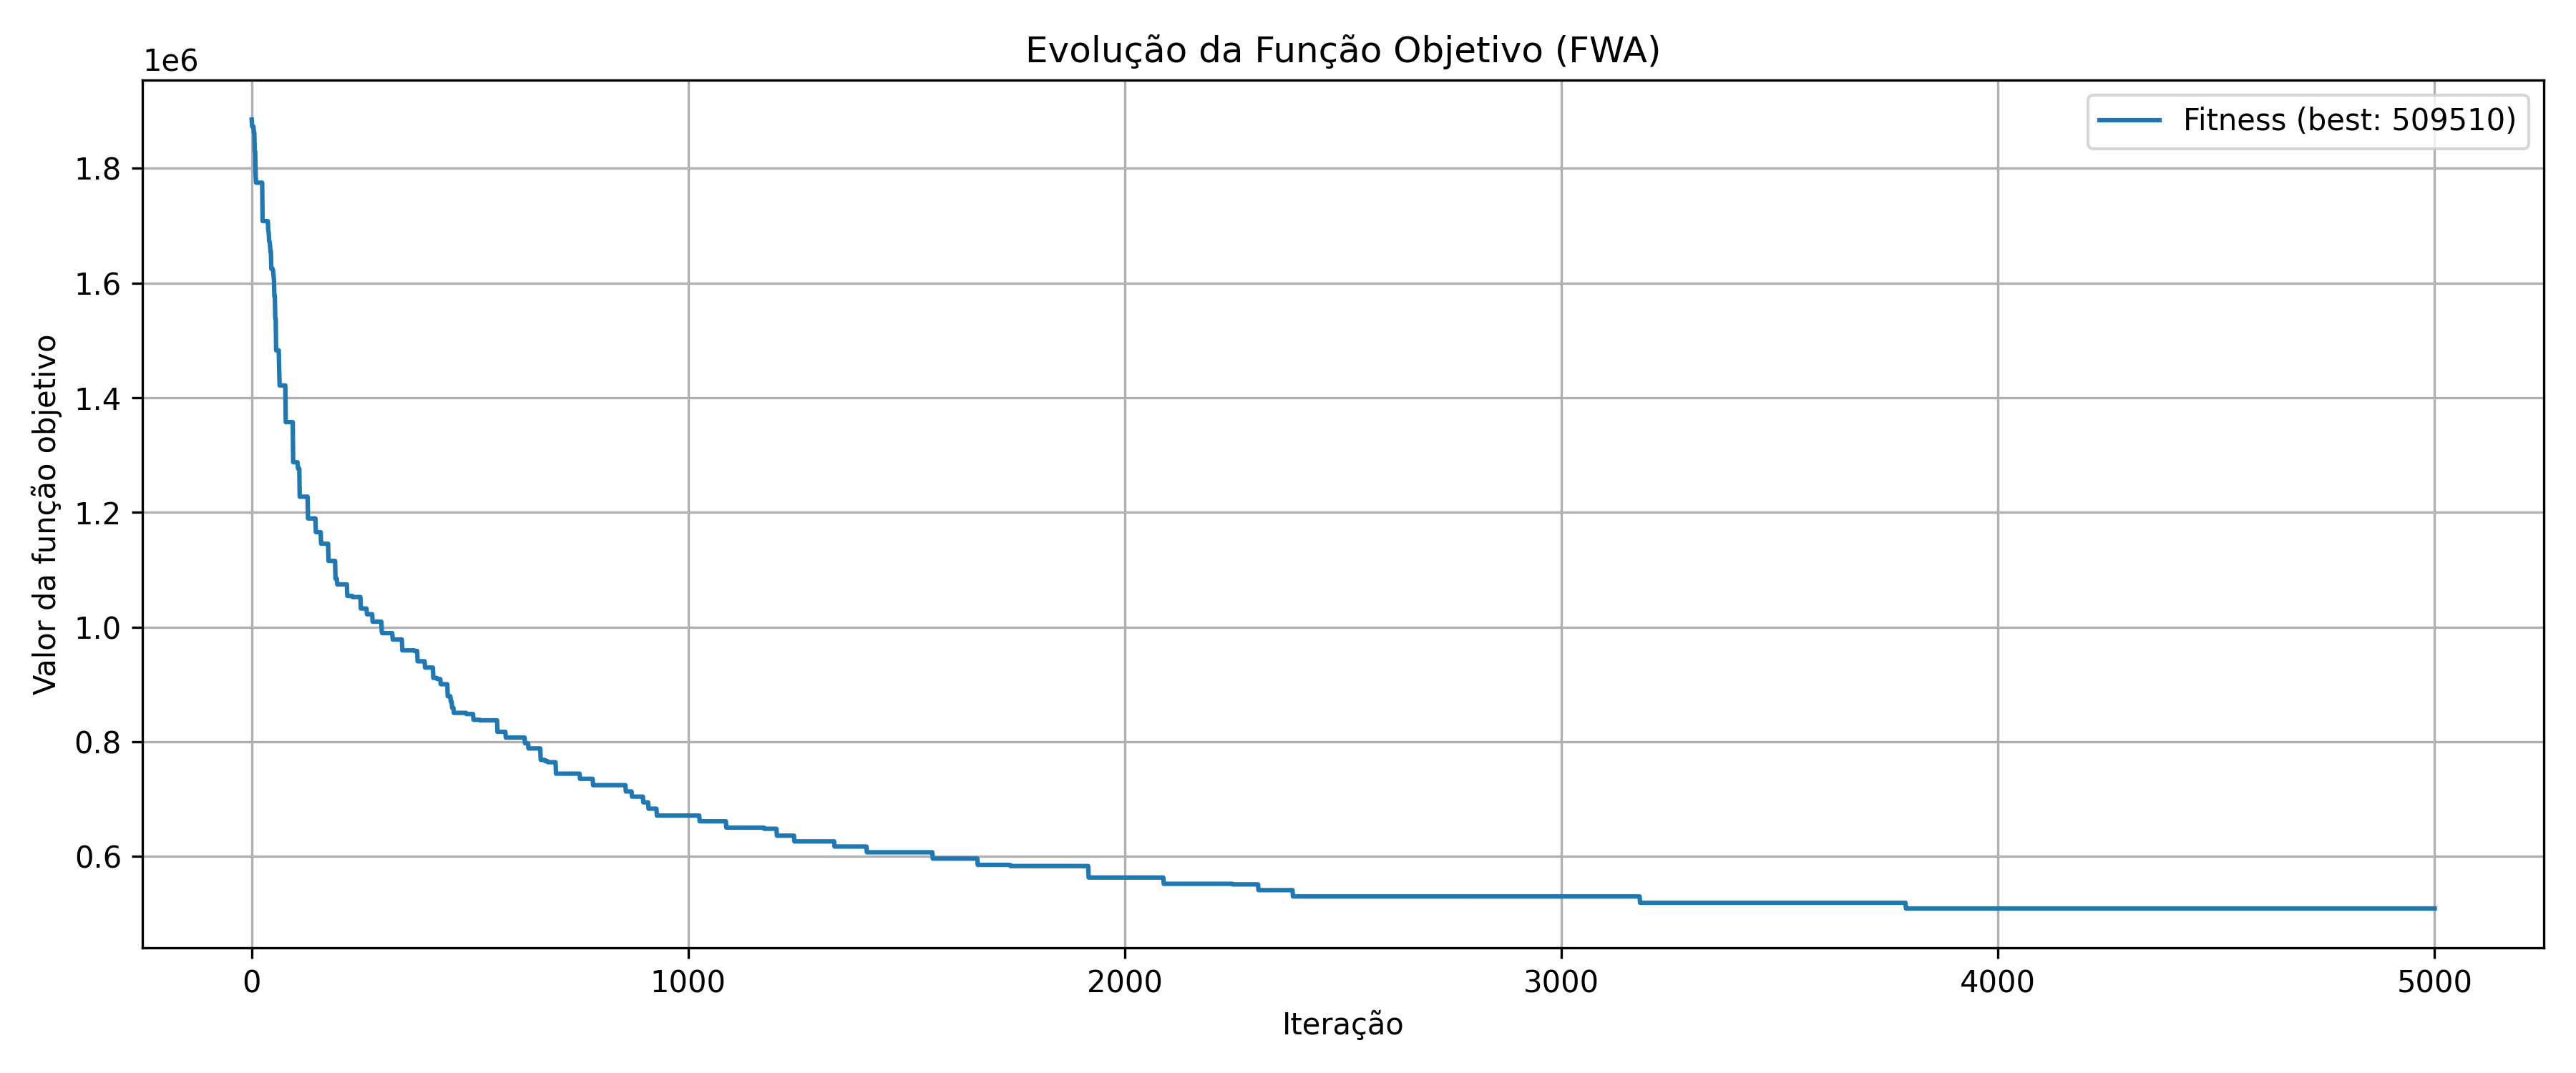 Evolução da Função Objetivo (FWA)
1e6
Fitness (best: 509510)
1.8
1.6
1.4
1.2
1.0
0.8
0.6
Valor da função objetivo
0 1000 2000 3000 4000 5000
Iteração